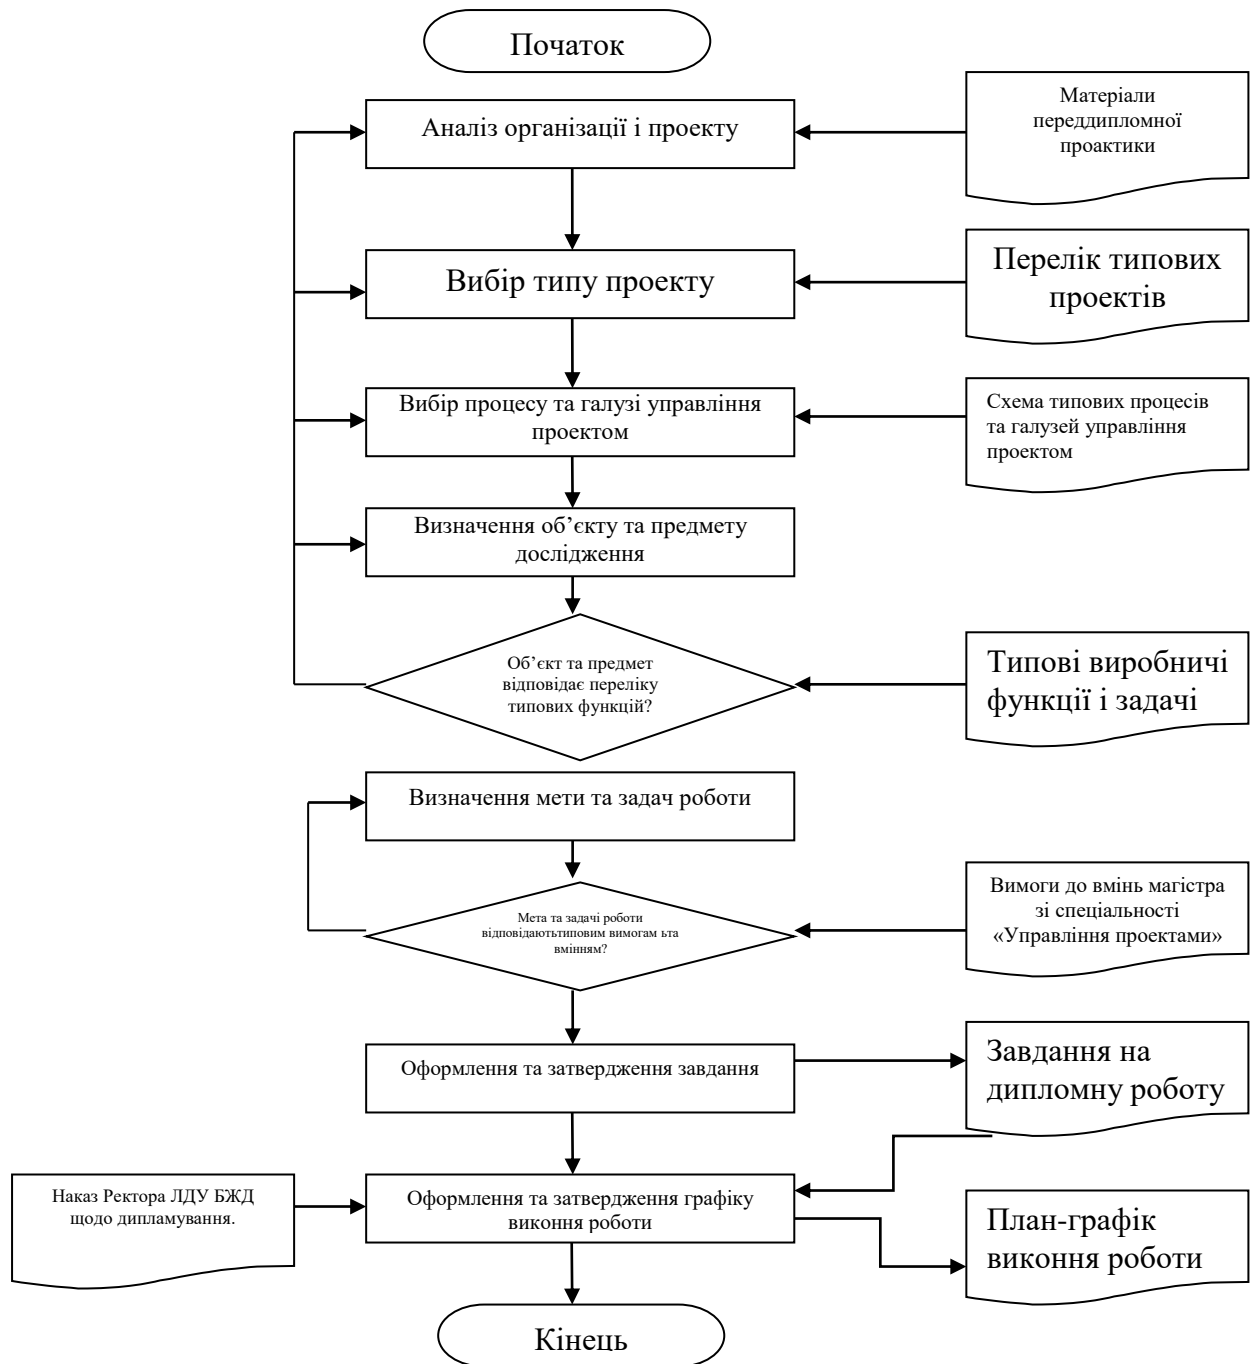 Початок
Аналіз організації і проекту
Матеріали
переддипломної
проактики
Вибір типу проекту
Перелік типових
проектів
Вибір процесу та галузі управління
проектом
Схема типових процесів
та галузей управління
проектом
Визначення об’єкту та предмету
дослідження
Об’єкт та предмет
відповідає переліку
типових функцій?
Типові виробничі
функції і задачі
Визначення мети та задач роботи
Мета та задачі роботи
відповідаютьтиповим вимогам ьта
вмінням?
Вимоги до вмінь магістра
зі спеціальності
«Управління проектами»
Оформлення та затвердження завдання
Завдання на
дипломну роботу
Наказ Ректора ЛДУ БЖД
щодо дипламування.
Оформлення та затвердження графіку
виконня роботи
План-графік
виконня роботи
Кінець